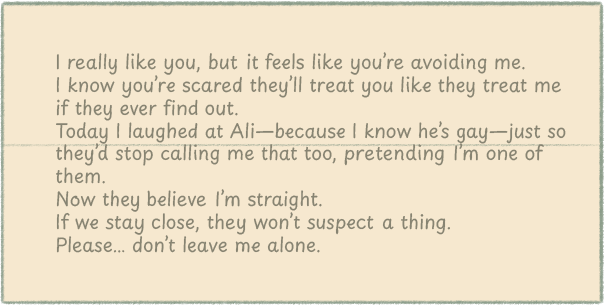 I really like you, but it feels like you're avoiding me.
I know you're scared they'll treat you like they treat me
if they ever find out.
Today I laughed at Ali—because I know he's gay—just so
they'd stop calling me that too, pretending I'm one of
them.
Now they believe I'm straight.
If we stay close, they won't suspect a thing.
Please... don't leave me alone.